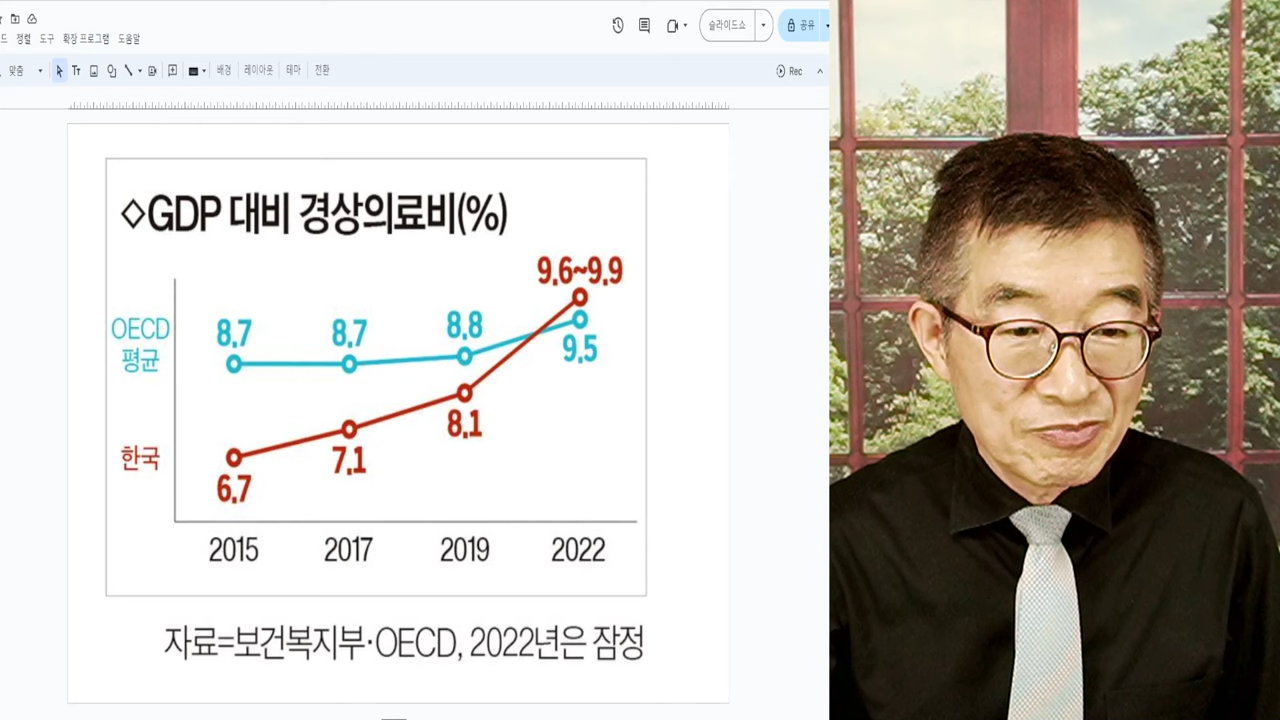 정렬 도구 확장 프로그램 도움말
슬라이드쇼
공유
맞춤 Tт 배경 레이아웃 테마 전환
Rec
◇GDP 대비 경상의료비(%)
9.6~9.9
OECD
평균
8.7 8.7 8.8
9.5
한국
6.7 7.1 8.1
2015 2017 2019 2022
자료=보건복지부·OECD, 2022년은 잠정